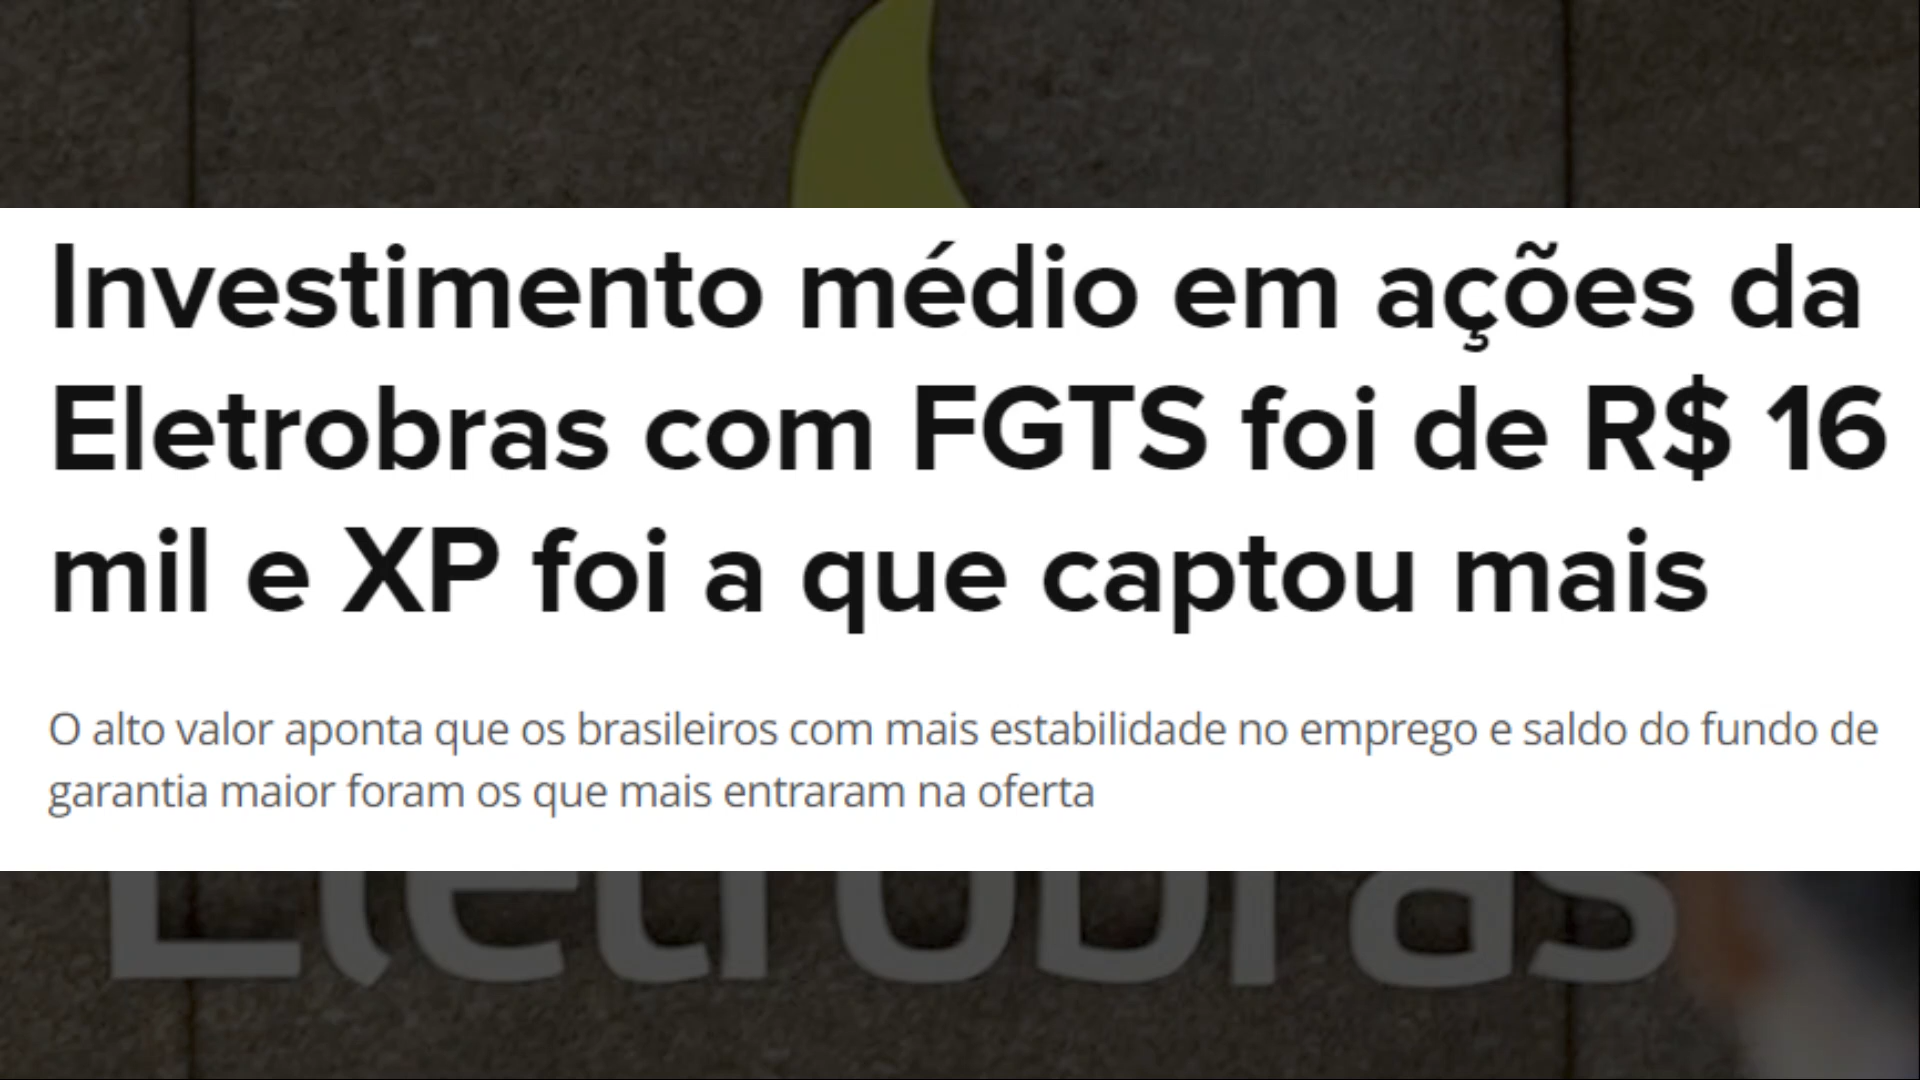 Investimento médio em ações da
Eletrobras com FGTS foi de R$ 16
mil e XP foi a que captou mais
O alto valor aponta que os brasileiros com mais estabilidade no emprego e saldo do fundo de
garantia maior foram os que mais entraram na oferta
Eletrobras